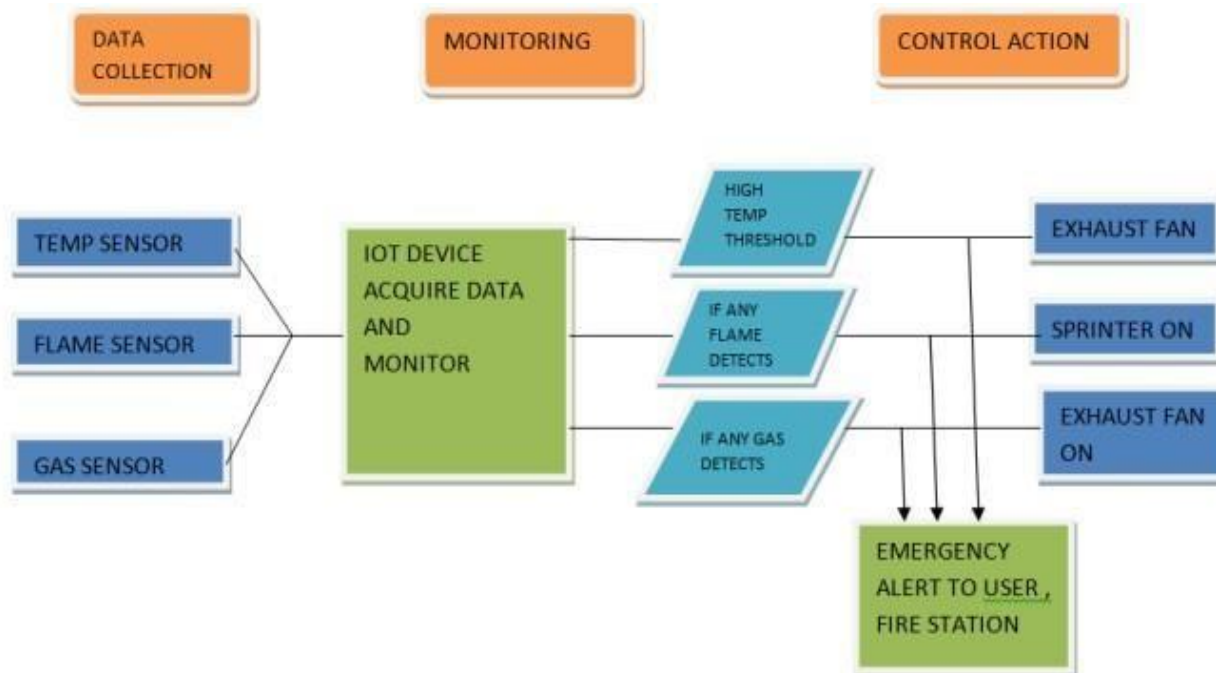 DATA
COLLECTION
MONITORING
CONTROL ACTION
TEMP SENSOR
FLAME SENSOR
GAS SENSOR
IOT DEVICE
ACQUIRE DATA
AND
MONITOR
HIGH
TEMP
THRESHOLD
IF ANY
FLAME
DETECTS
IF ANY GAS
DETECTS
EXHAUST FAN
SPRINTER ON
EXHAUST FAN
ON
EMERGENCY
ALERT TO USER ,
FIRE STATION